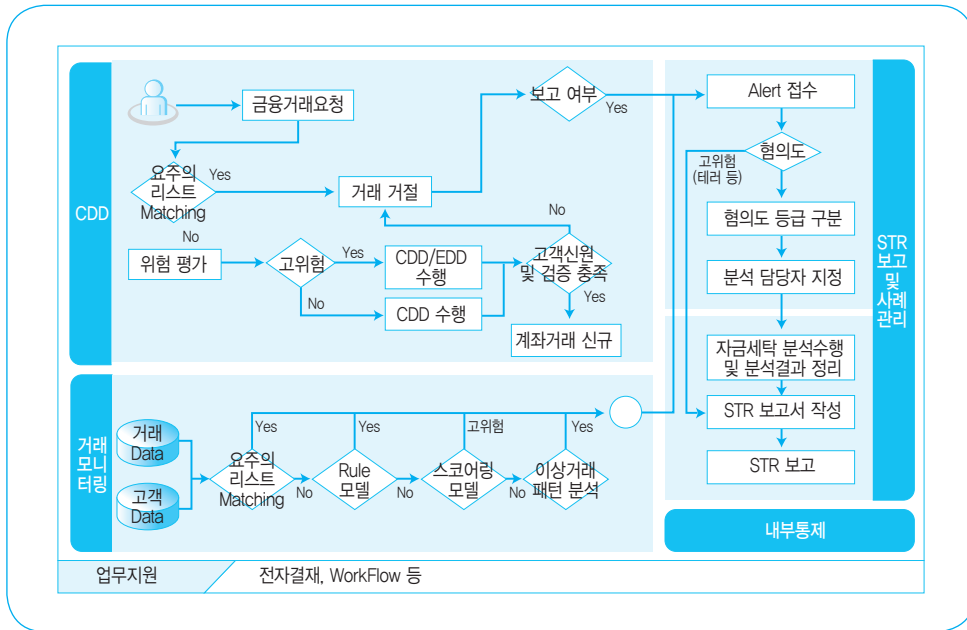 CDD
금융거래요청
요주의
리스트
Matching
Yes
No
거래 거절
보고 여부
Yes
위험 평가
고위험
Yes
No
CDD/EDD
수행
CDD 수행
고객신원
및 검증 충족
No
Yes
계좌거래 신규
거래
모니
터링
거래
Data
고객
Data
요주의
리스트
Matching
Yes
No
Rule
모델
Yes
No
스코어링
모델
고위험
No
이상거래
패턴 분석
Yes
Alert 접수
혐의도
고위험
(테러 등)
혐의도 등급 구분
분석 담당자 지정
자금세탁 분석수행
및 분석결과 정리
STR 보고서 작성
STR 보고
STR
보고
및
사례
관리
내부통제
업무지원
전자결재, WorkFlow 등